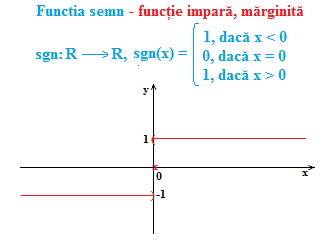 Functia semn - funcție impară, mărginită
sgn: R ⟶ R, sgn(x) =
1, dacă x < 0
0, dacă x = 0
1, dacă x > 0
y
1
0
x
-1